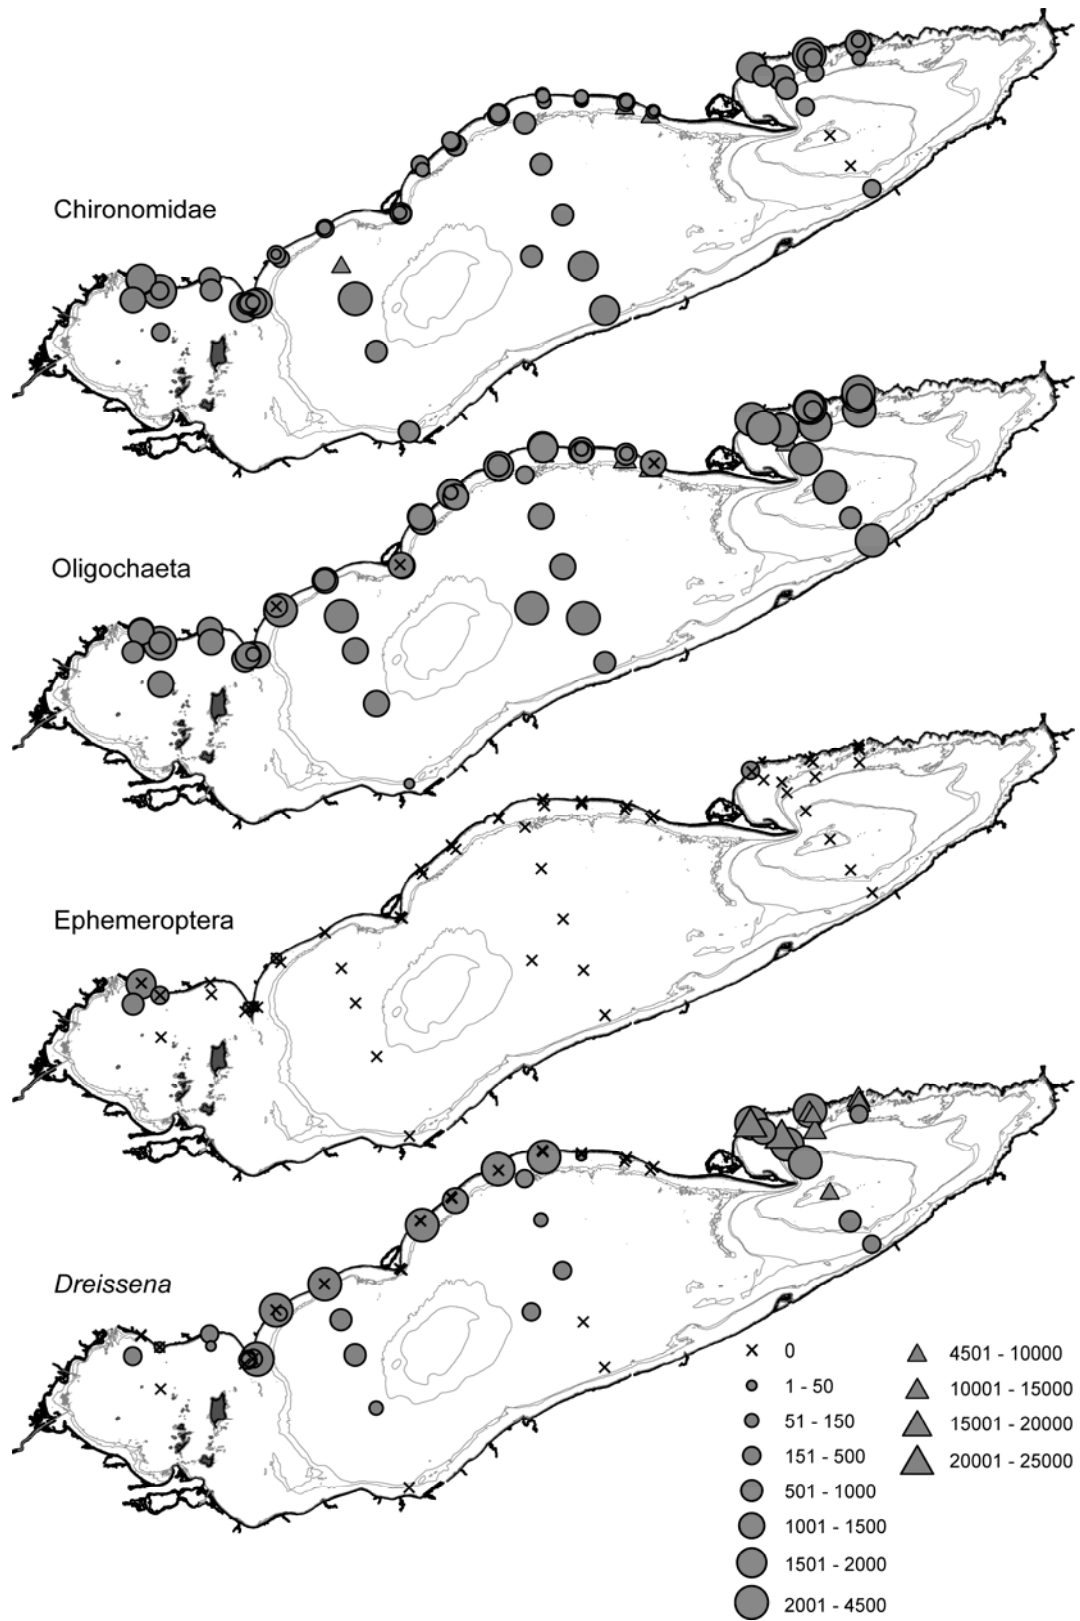 Chironomidae
Oligochaeta
Ephemeroptera
Dreissena
0
1 - 50
51 - 150
151 - 500
501 - 1000
1001 - 1500
1501 - 2000
2001 - 4500
4501 - 10000
10001 - 15000
15001 - 20000
20001 - 25000